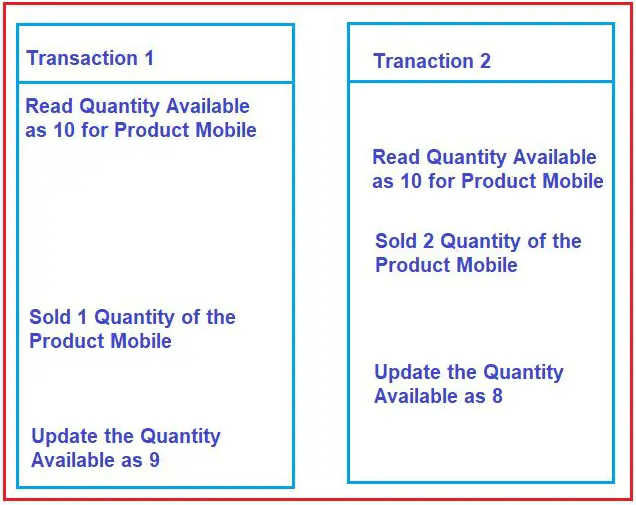 Transaction 1
Read Quantity Available
as 10 for Product Mobile
Sold 1 Quantity of the
Product Mobile
Update the Quantity
Available as 9
Tranaction 2
Read Quantity Available
as 10 for Product Mobile
Sold 2 Quantity of the
Product Mobile
Update the Quantity
Available as 8